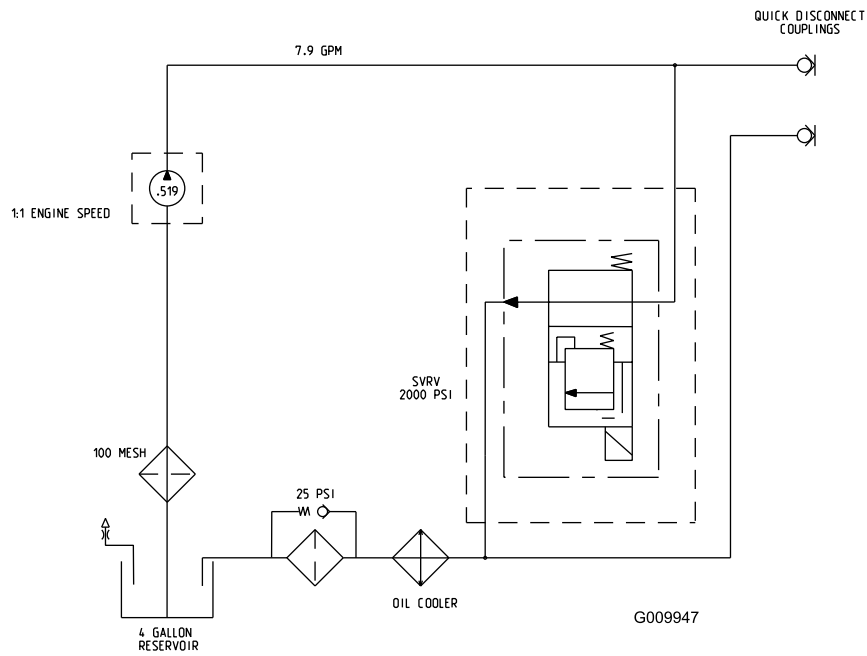 QUICK DISCONNECT
COUPLINGS
7.9 GPM
.519
1:1 ENGINE SPEED
SVRV
2000 PSI
100 MESH
25 PSI
OIL COOLER
G009947
4 GALLON
RESERVOIR